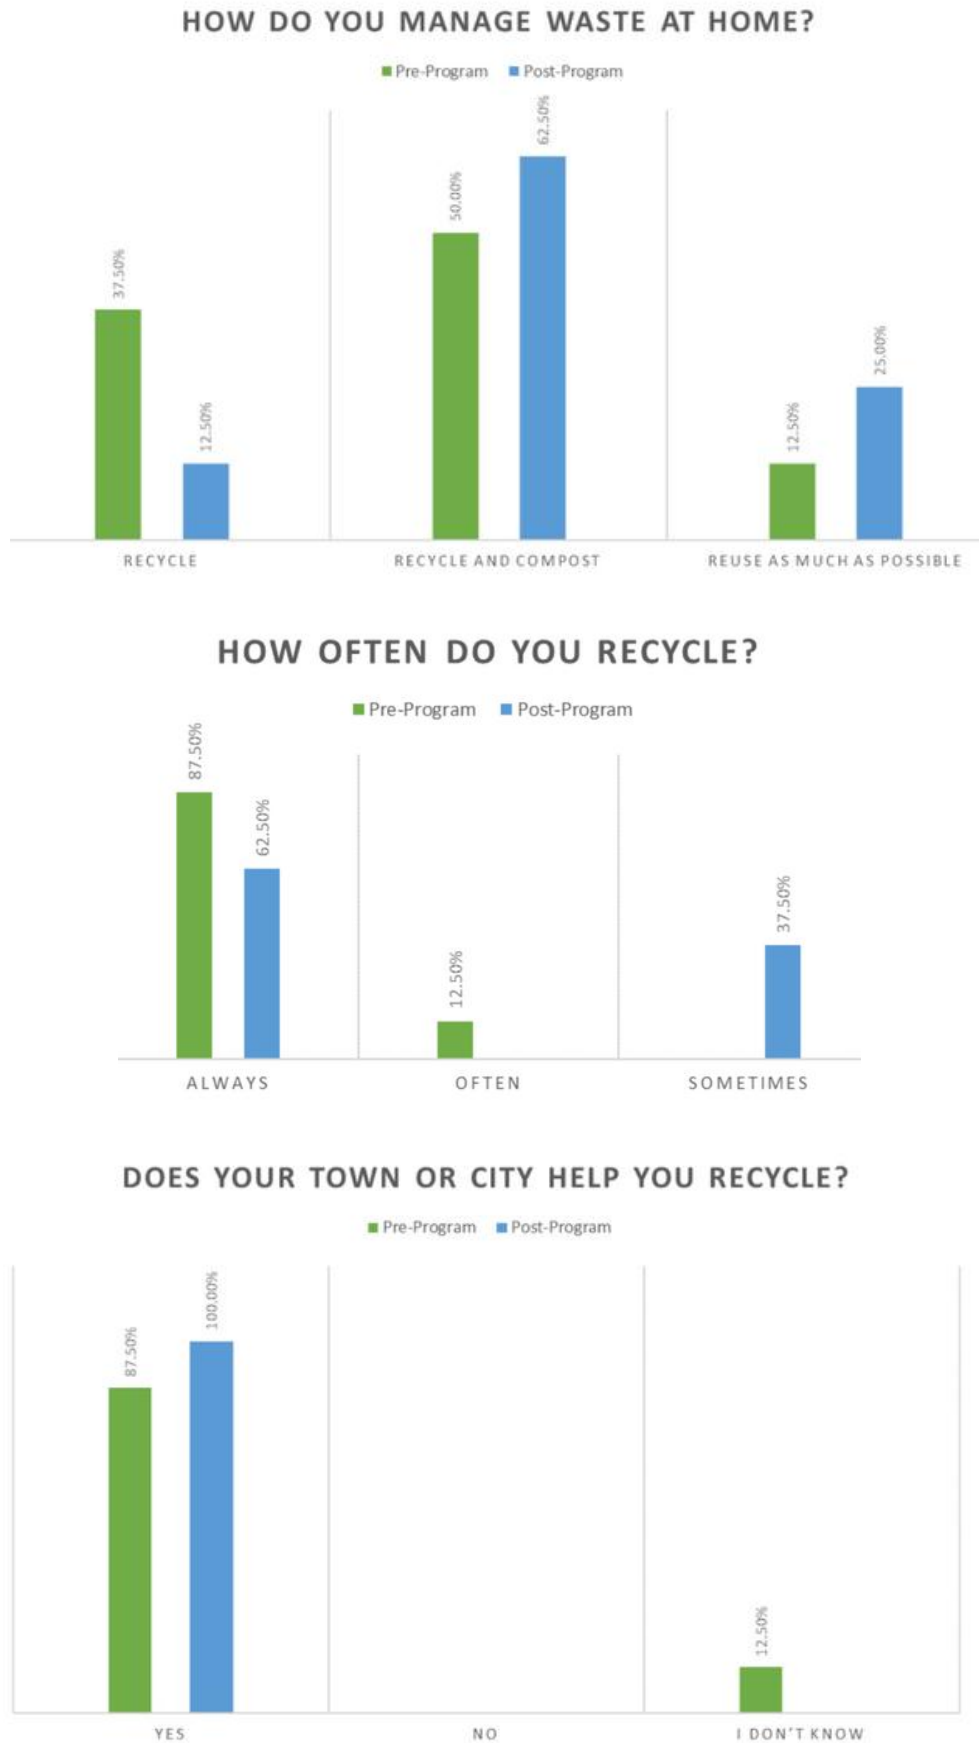 HOW DO YOU MANAGE WASTE AT HOME?
Pre-Program Post-Program
37.50%
12.50%
50.00%
62.50%
12.50%
25.00%
RECYCLE
RECYCLE AND COMPOST
REUSE AS MUCH AS POSSIBLE
HOW OFTEN DO YOU RECYCLE?
Pre-Program Post-Program
87.50%
62.50%
12.50%
37.50%
ALWAYS
OFTEN
SOMETIMES
DOES YOUR TOWN OR CITY HELP YOU RECYCLE?
Pre-Program Post-Program
87.50%
100.00%
12.50%
YES
NO
I DON'T KNOW